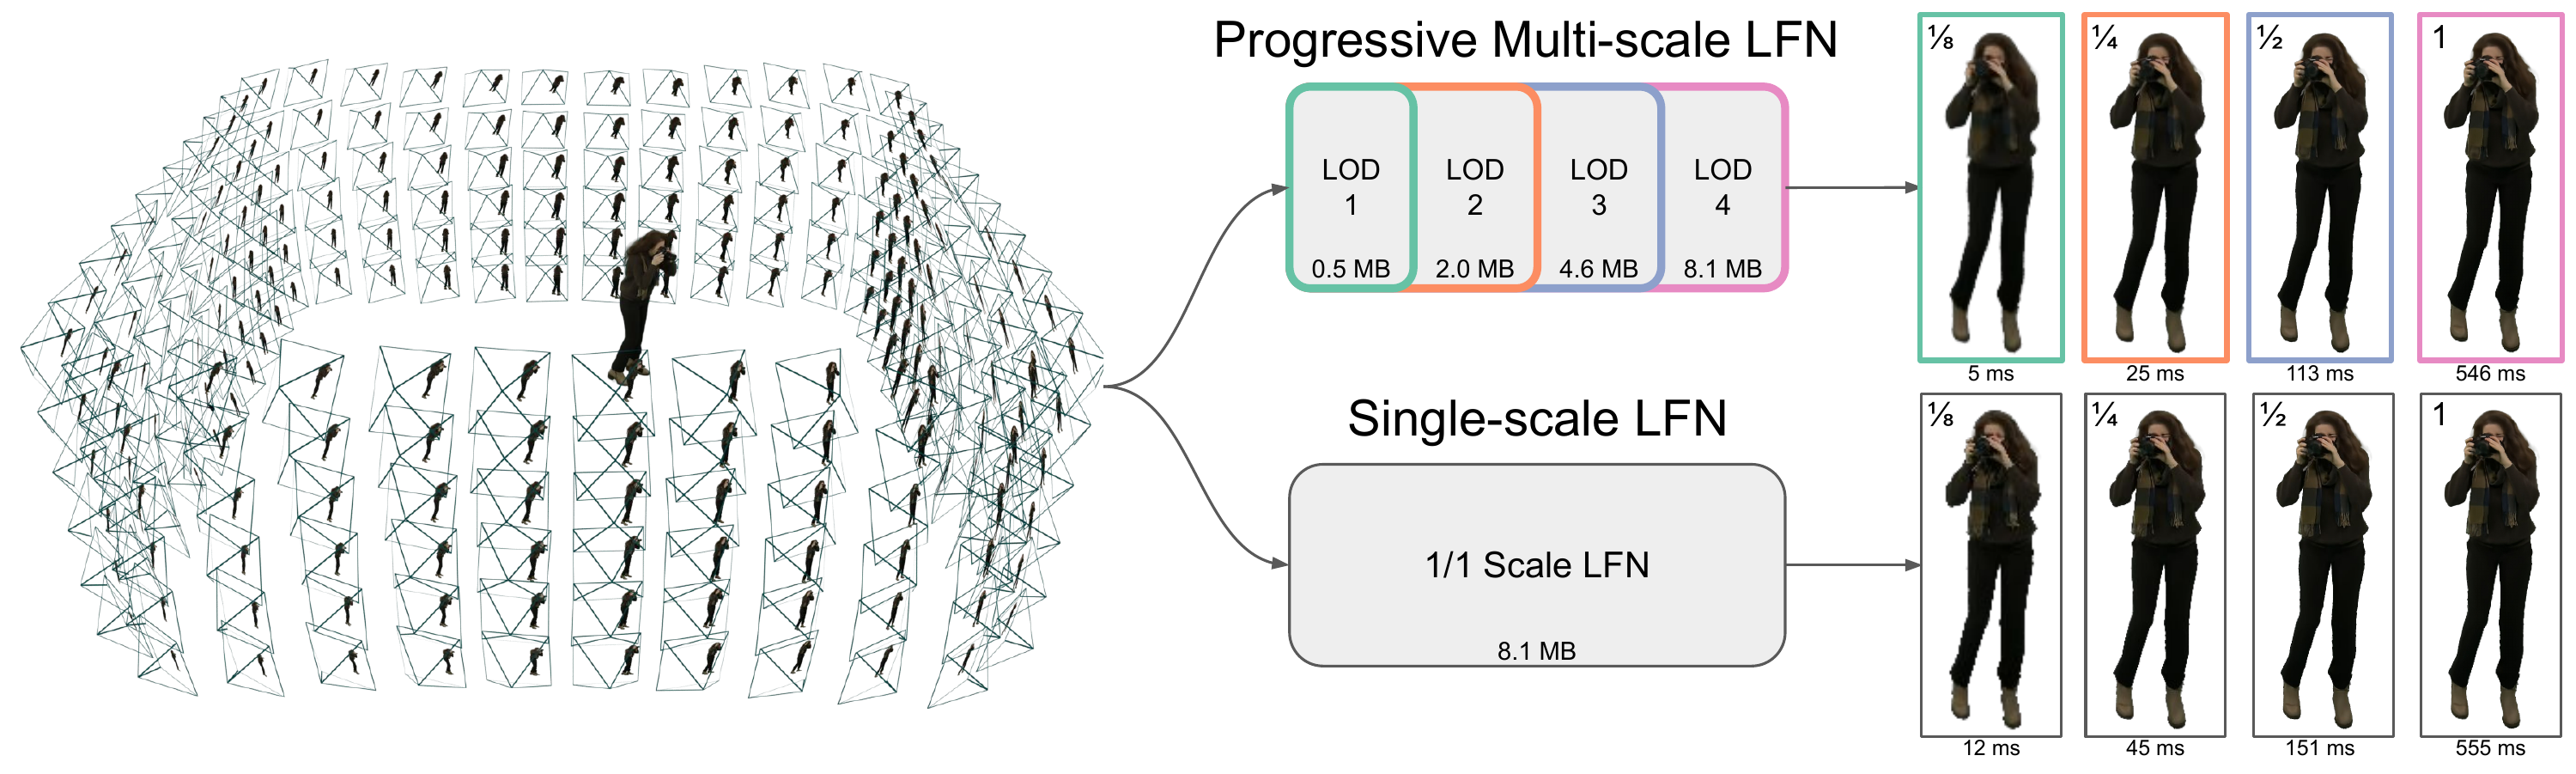 Progressive Multi-scale LFN
LOD
1
0.5 MB
LOD
2
2.0 MB
LOD
3
4.6 MB
LOD
4
8.1 MB
⅛
¼
½
1
5 ms
25 ms
113 ms
546 ms
Single-scale LFN
1/1 Scale LFN
8.1 MB
⅛
¼
½
1
12 ms
45 ms
151 ms
555 ms